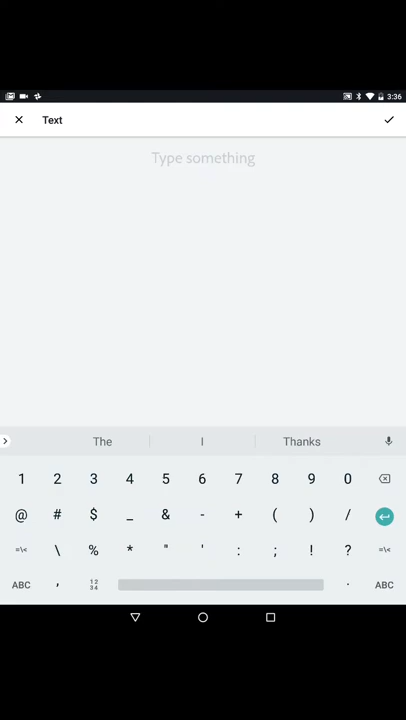 3:36
Text
Type something
The I Thanks
1 2 3 4 5 6 7 8 9 0
@ # $ _ & - + ( ) /
=\< \ % * " ' : ; ! ? =\<
ABC , 12 . ABC
34